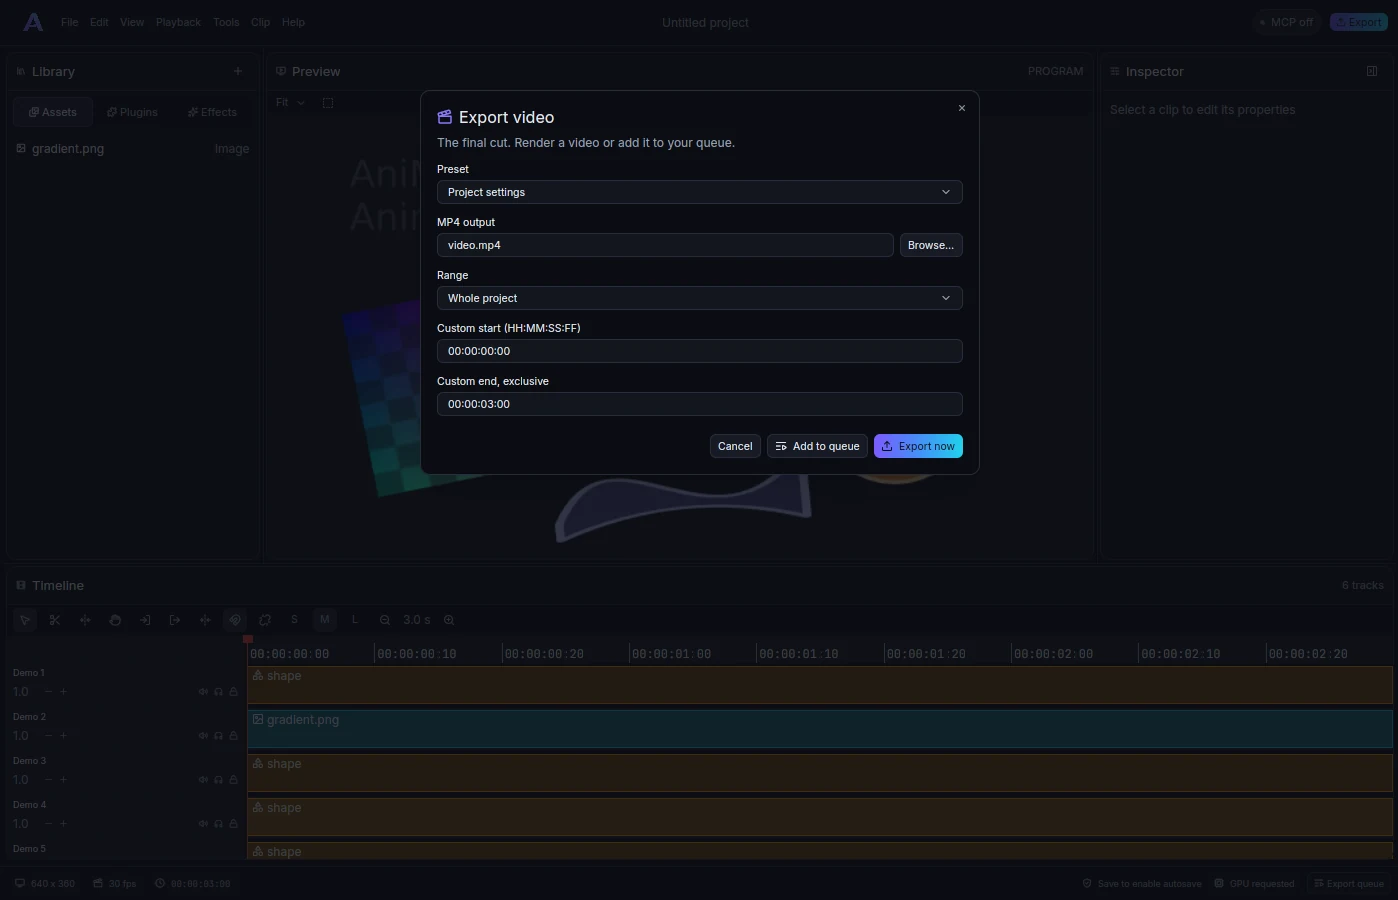 File Edit View Playback Tools Clip Help
Untitled project
MCP off
Export
Library
Preview
PROGRAM
Inspector
Assets
Plugins
Effects
Fit
Select a clip to edit its properties
gradient.png
Image
Export video
The final cut. Render a video or add it to your queue.
Preset
Project settings
MP4 output
video.mp4
Browse...
Range
Whole project
Custom start (HH:MM:SS:FF)
00:00:00:00
Custom end, exclusive
00:00:03:00
Cancel
Add to queue
Export now
Timeline
6 tracks
S
M
L
3.0 s
00:00:00:00
00:00:00:10
00:00:00:20
00:00:01:00
00:00:01:10
00:00:01:20
00:00:02:00
00:00:02:10
00:00:02:20
Demo 1
1.0
shape
Demo 2
1.0
gradient.png
Demo 3
1.0
shape
Demo 4
1.0
shape
Demo 5
shape
640 x 360
30 fps
00:00:03:00
Save to enable autosave
GPU requested
Export queue